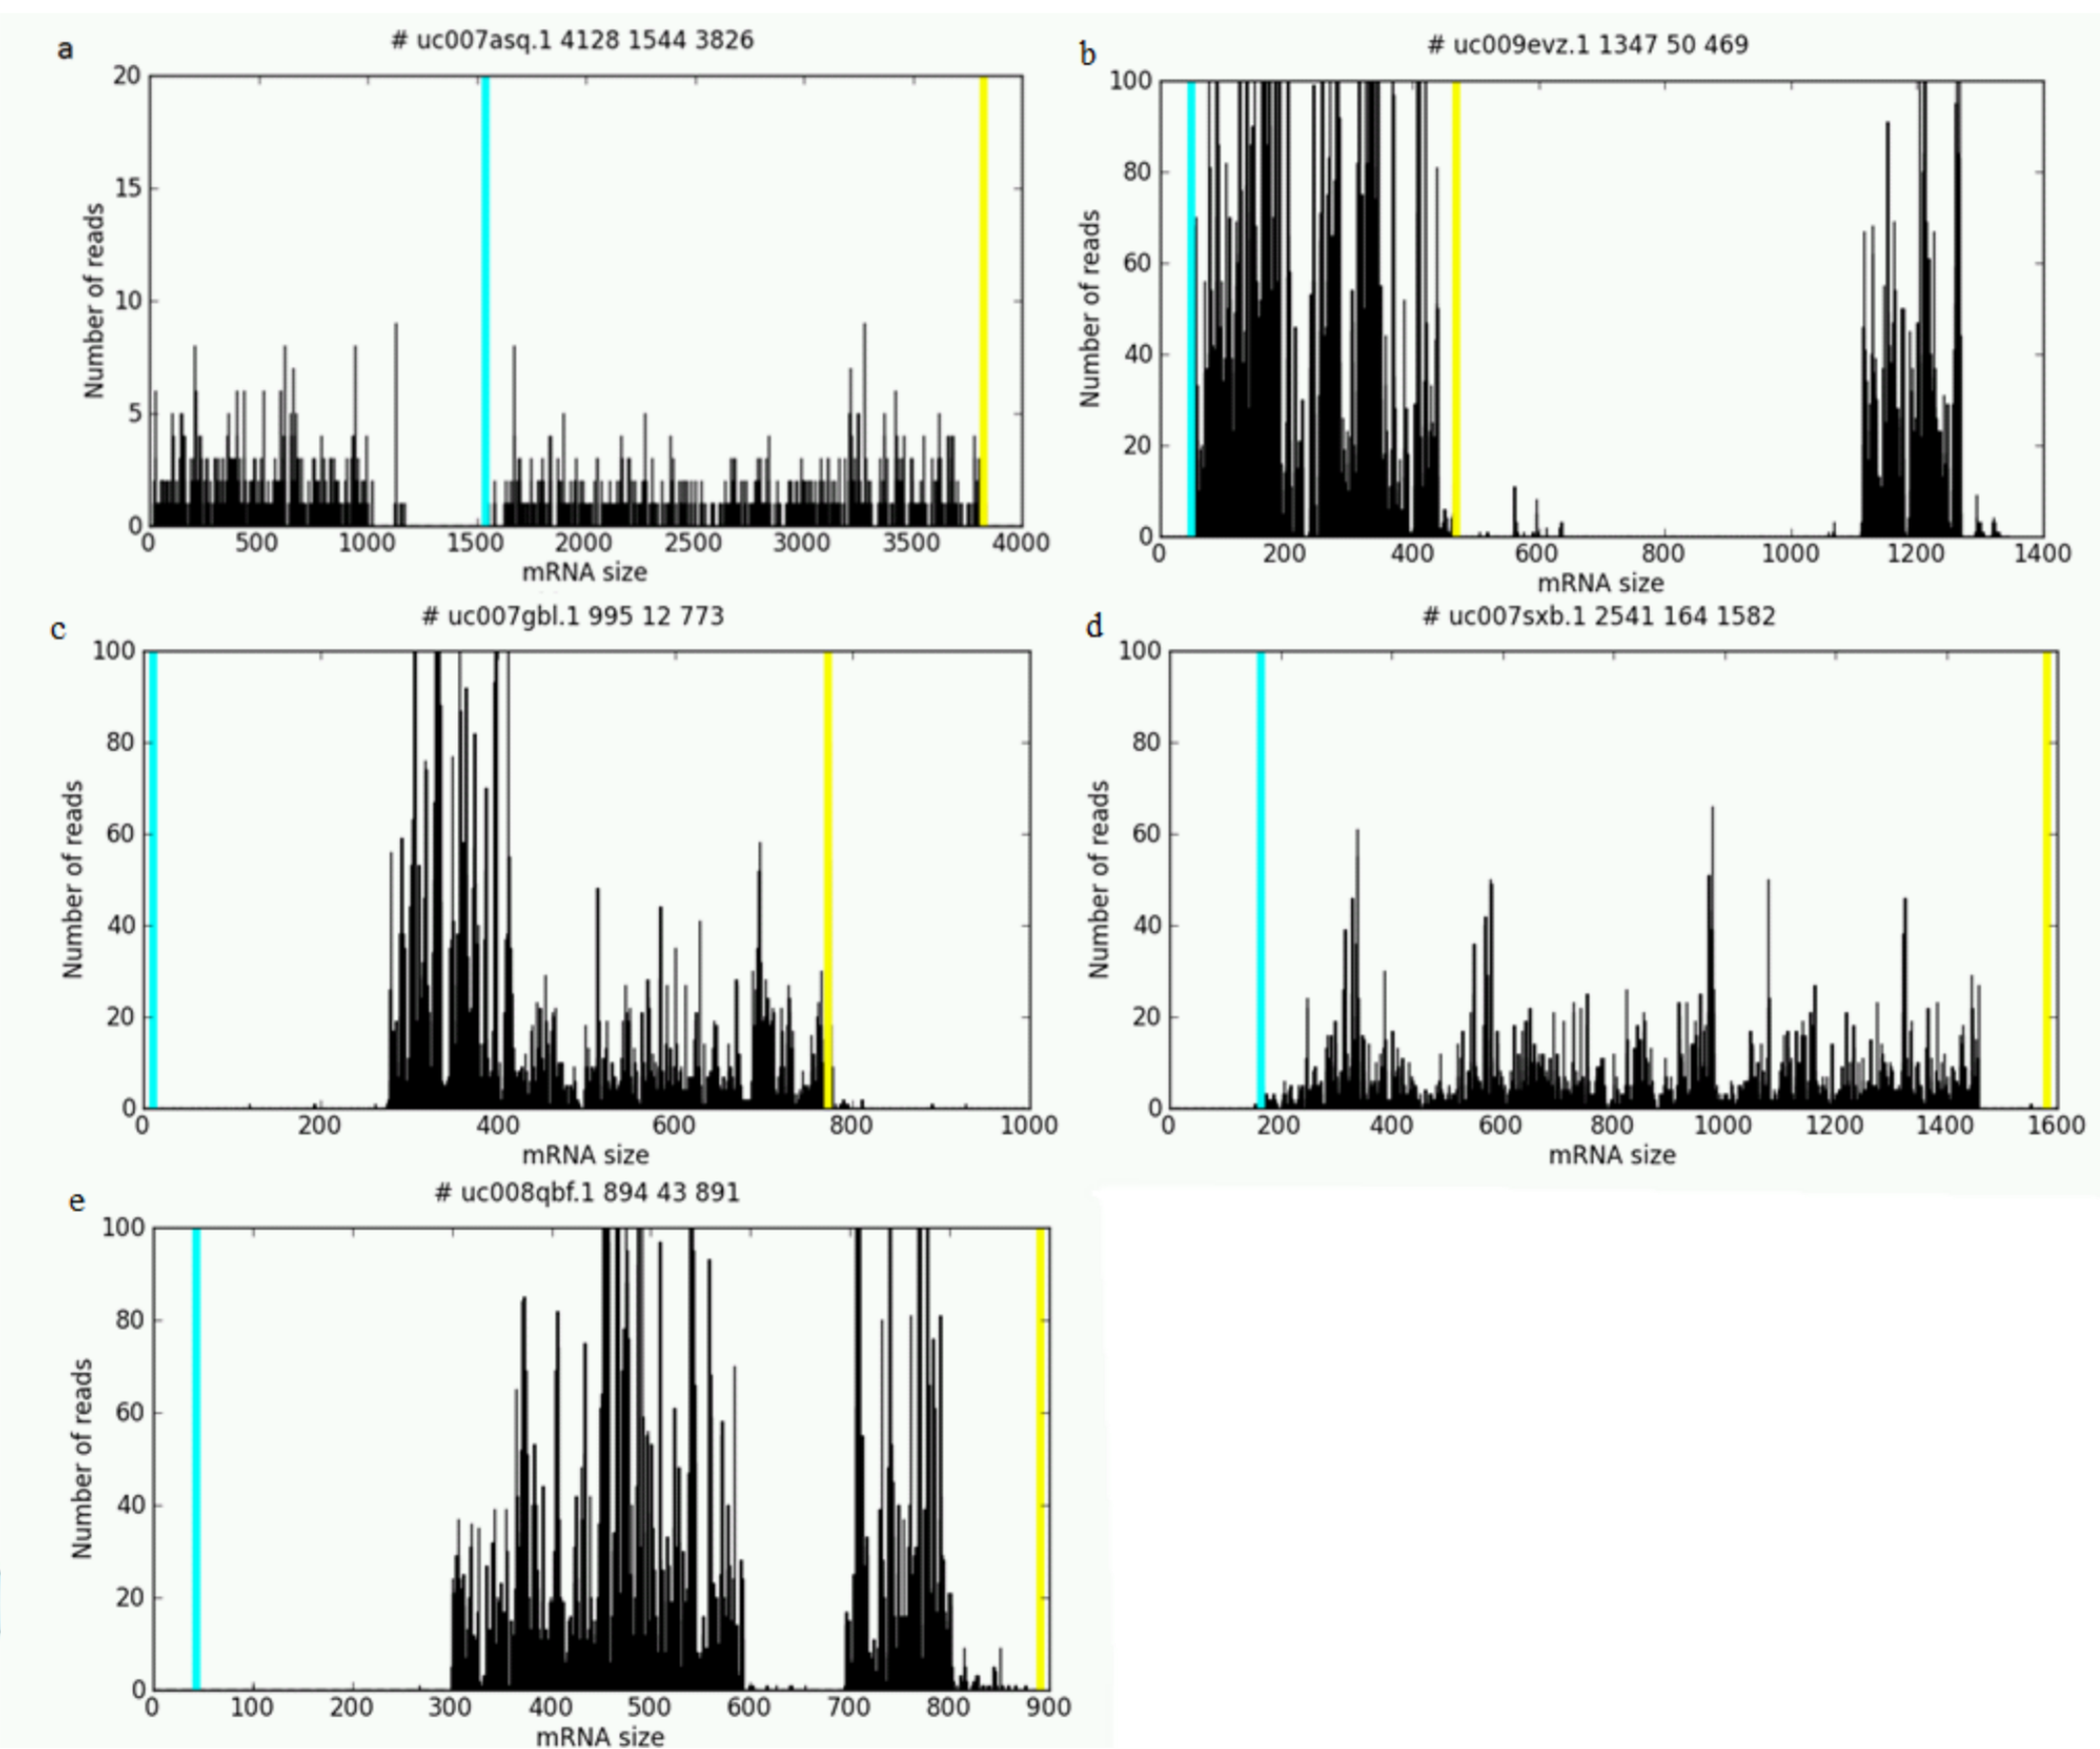 a
# uc007asq.1 4128 1544 3826
20
15
10
5
0
Number of reads
0 500 1000 1500 2000 2500 3000 3500 4000
mRNA size
b
# uc009evz.1 1347 50 469
100
80
60
40
20
0
Number of reads
0 200 400 600 800 1000 1200 1400
mRNA size
c
# uc007gbl.1 995 12 773
100
80
60
40
20
0
Number of reads
0 200 400 600 800 1000
mRNA size
d
# uc007sxb.1 2541 164 1582
100
80
60
40
20
0
Number of reads
0 200 400 600 800 1000 1200 1400 1600
mRNA size
e
# uc008qbf.1 894 43 891
100
80
60
40
20
0
Number of reads
0 100 200 300 400 500 600 700 800 900
mRNA size